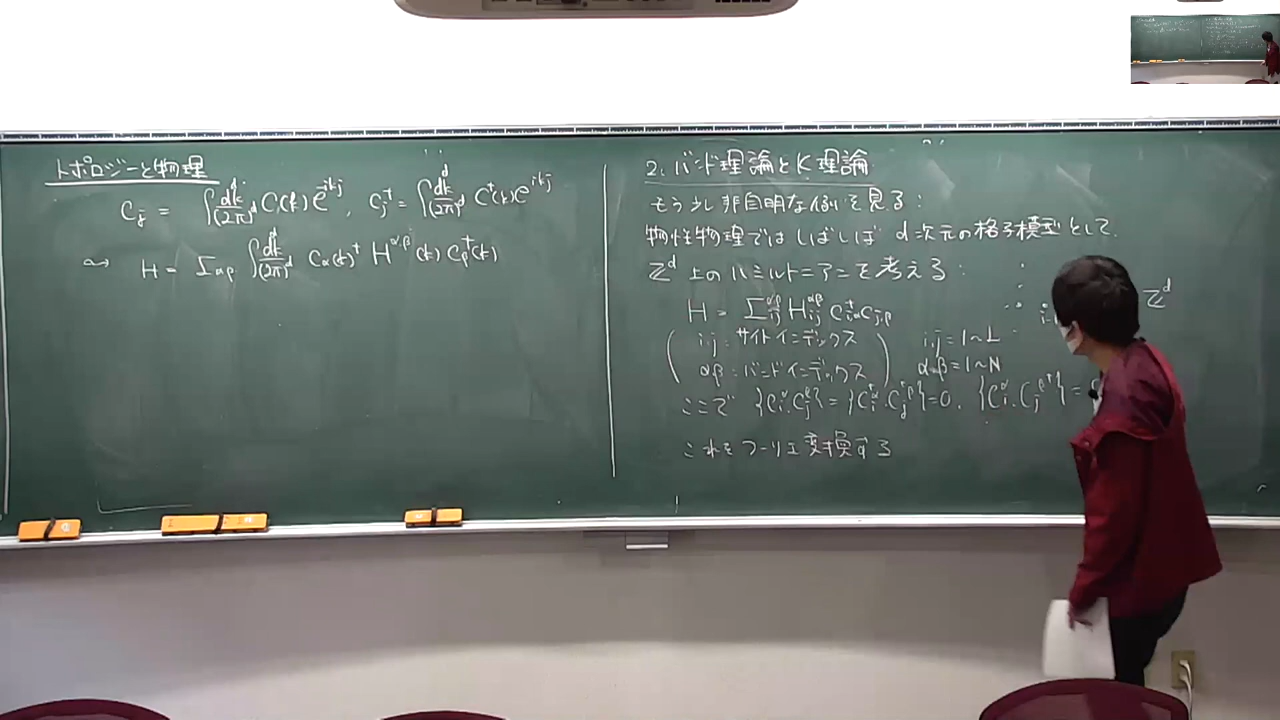 トポロジーと物理
C_j = ∫ dk/(2π)^d C(k) e^{ikj}, C_j^† = ∫ dk/(2π)^d C^†(k) e^{ikj}
⇝ H = Σ_{αβ} ∫ dk/(2π)^d C_α(k)^† H^{αβ}(k) C_β^†(k)
2. バンド理論とK理論
もう少し非自明な例を見る:
物性物理ではしばしば d次元の格子模型として
Z^d 上のハミルトニアンを考える:
H = Σ_{ij}^{αβ} H_{ij}^{αβ} C_{iα}^† C_{jβ}
Z^d
i,j: サイトインデックス i,j = 1~L
αβ: バンドインデックス α,β = 1~N
ここで {C_i^α, C_j^β} = {C_i^{α†}, C_j^{β†}} = 0, {C_i^α, C_j^{β†}} =
これをフーリエ変換する